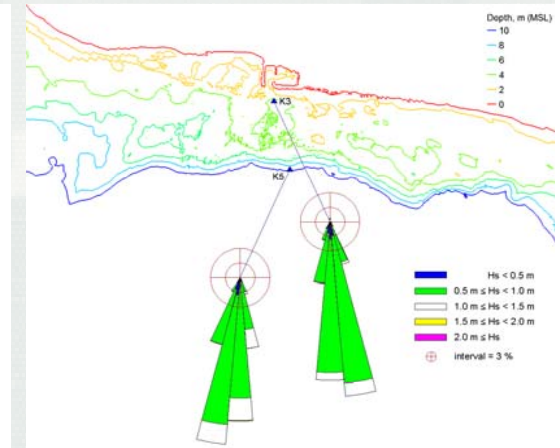 Depth, m (MSL)
10
8
6
4
2
0
K3
K5
Hs < 0.5 m
0.5 m ≤ Hs < 1.0 m
1.0 m ≤ Hs < 1.5 m
1.5 m ≤ Hs < 2.0 m
2.0 m ≤ Hs
interval = 3 %